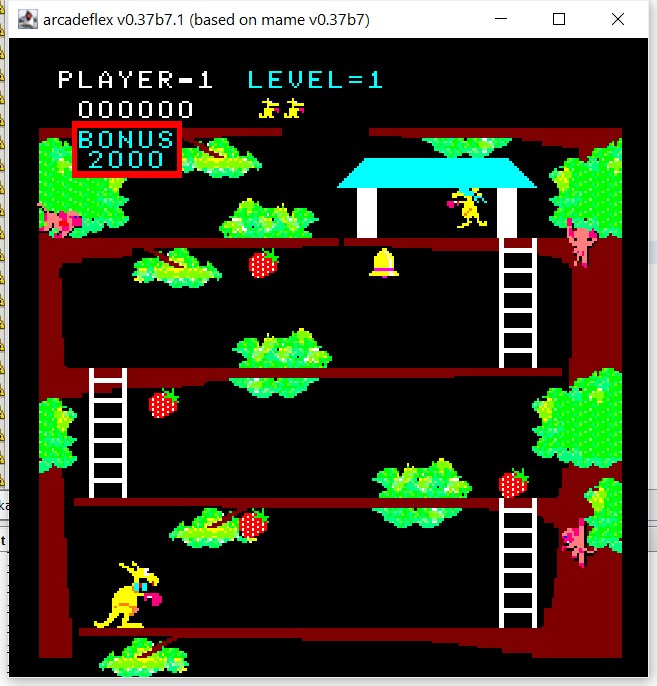 arcadeflex v0.37b7.1 (based on mame v0.37b7)
PLAYER-1 LEVEL=1
000000
BONUS
2000